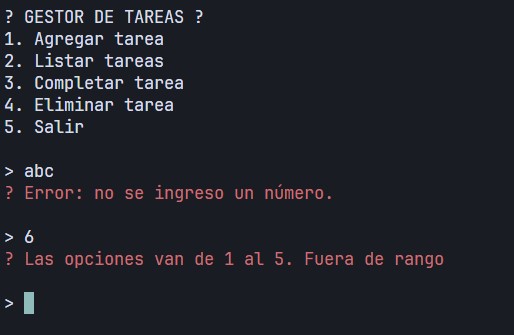 ? GESTOR DE TAREAS ?
1. Agregar tarea
2. Listar tareas
3. Completar tarea
4. Eliminar tarea
5. Salir
> abc
? Error: no se ingreso un número.
> 6
? Las opciones van de 1 al 5. Fuera de rango
>